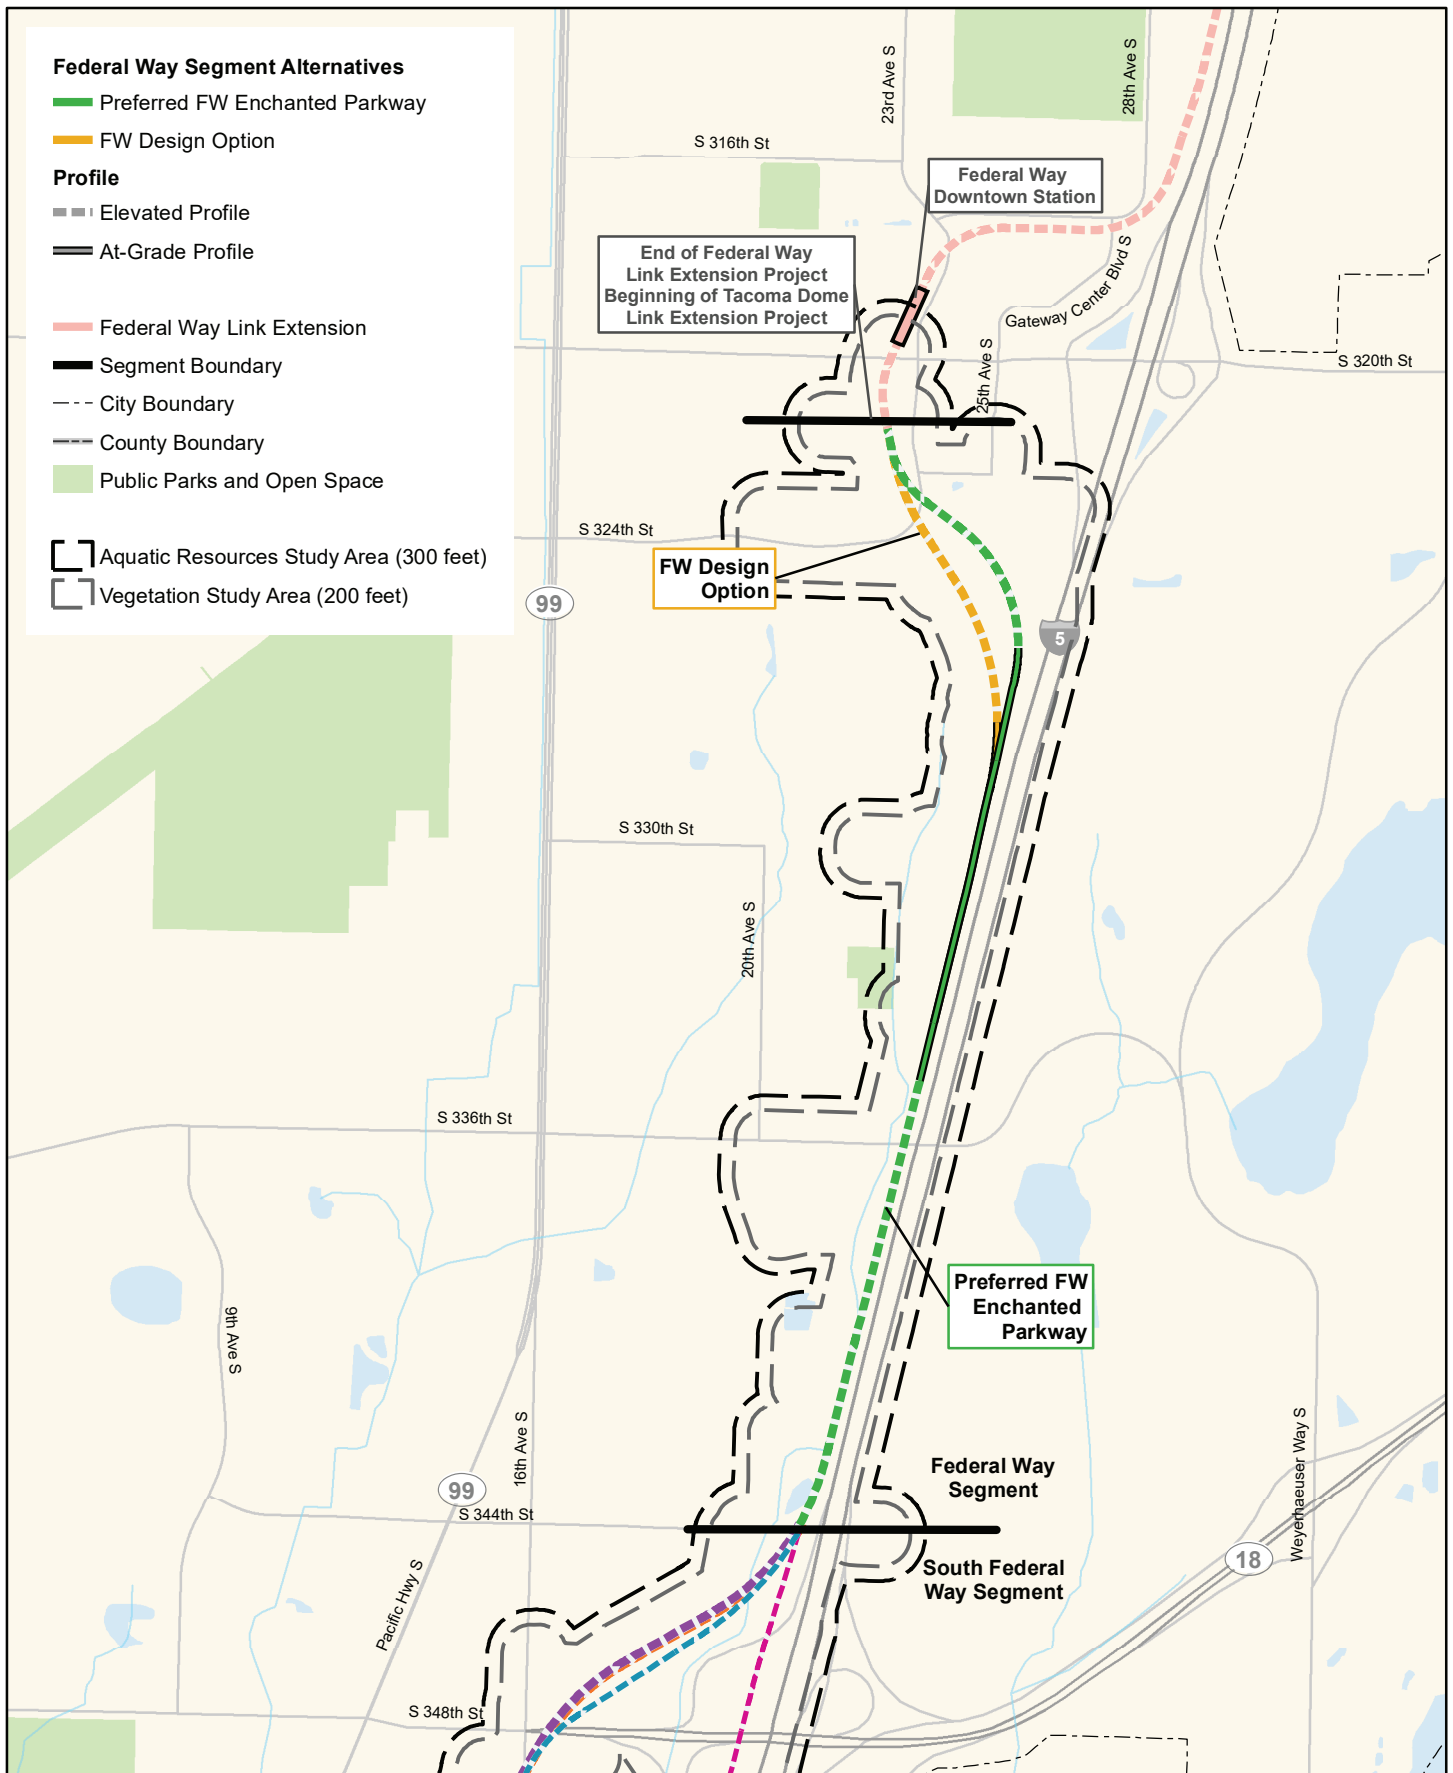 Federal Way Segment Alternatives
Preferred FW Enchanted Parkway
FW Design Option
Profile
Elevated Profile
At-Grade Profile
Federal Way Link Extension
Segment Boundary
City Boundary
County Boundary
Public Parks and Open Space
Aquatic Resources Study Area (300 feet)
Vegetation Study Area (200 feet)
23rd Ave S
28th Ave S
S 316th St
Federal Way
Downtown Station
End of Federal Way
Link Extension Project
Beginning of Tacoma Dome
Link Extension Project
Gateway Center Blvd S
25th Ave S
S 320th St
S 324th St
FW Design
Option
99
5
S 330th St
20th Ave S
S 336th St
Preferred FW
Enchanted
Parkway
9th Ave S
16th Ave S
99
S 344th St
Federal Way
Segment
South Federal
Way Segment
Weyerhaeuser Way S
18
Pacific Hwy S
S 348th St